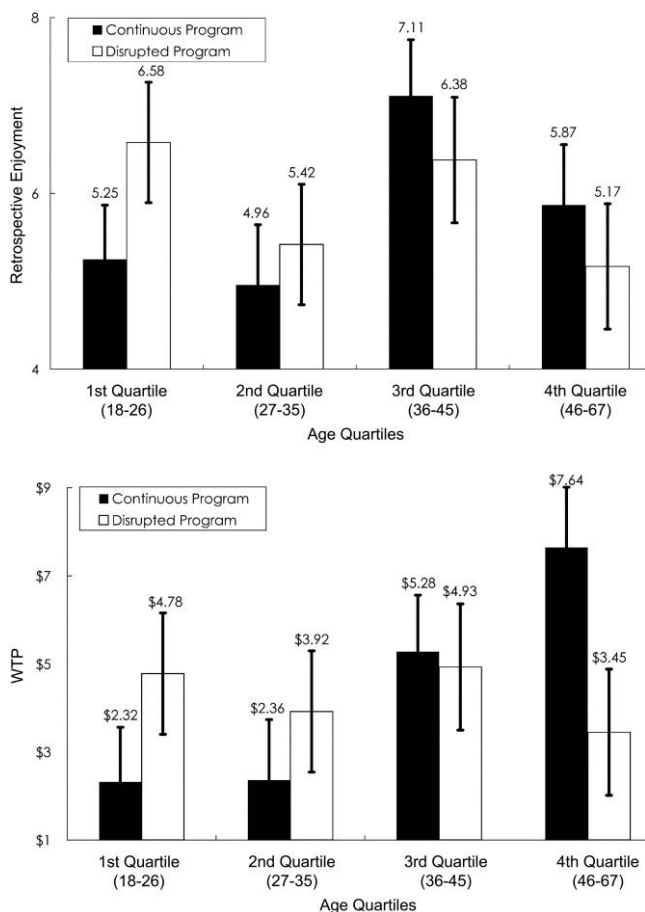 8
Continuous Program
Disrupted Program
7.11
6.58
6.38
5.87
6
5.25
5.42
4.96
5.17
4
Retrospective Enjoyment
1st Quartile 2nd Quartile 3rd Quartile 4th Quartile
(18-26) (27-35) (36-45) (46-67)
Age Quartiles
$9
Continuous Program
Disrupted Program
$7.64
$7
$5.28 $4.93
$4.78
$5
$3.92
$3.45
$2.32 $2.36
$3
$1
WTP
1st Quartile 2nd Quartile 3rd Quartile 4th Quartile
(18-26) (27-35) (36-45) (46-67)
Age Quartiles